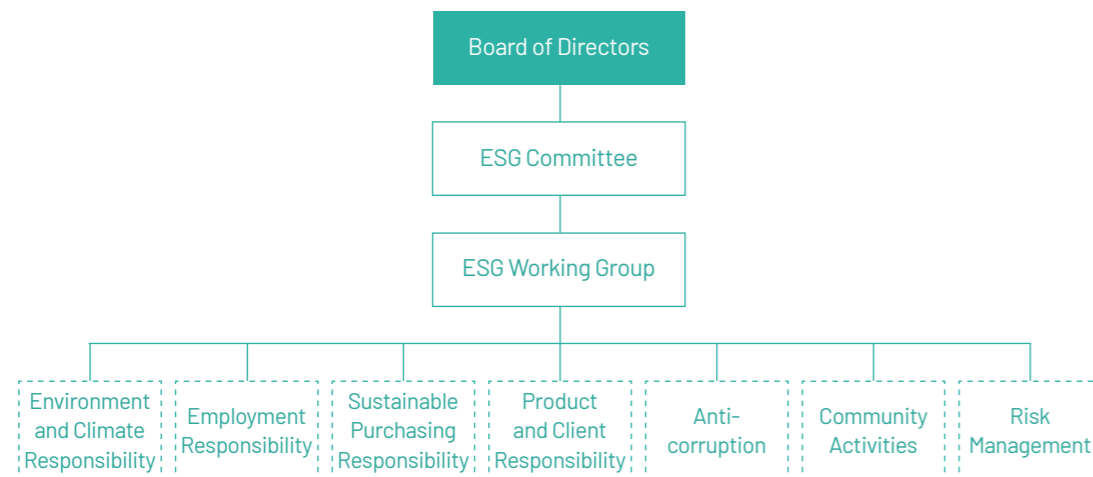 Board of Directors
ESG Committee
ESG Working Group
Environment
and Climate
Responsibility
Employment
Responsibility
Sustainable
Purchasing
Responsibility
Product
and Client
Responsibility
Anti-
corruption
Community
Activities
Risk
Management